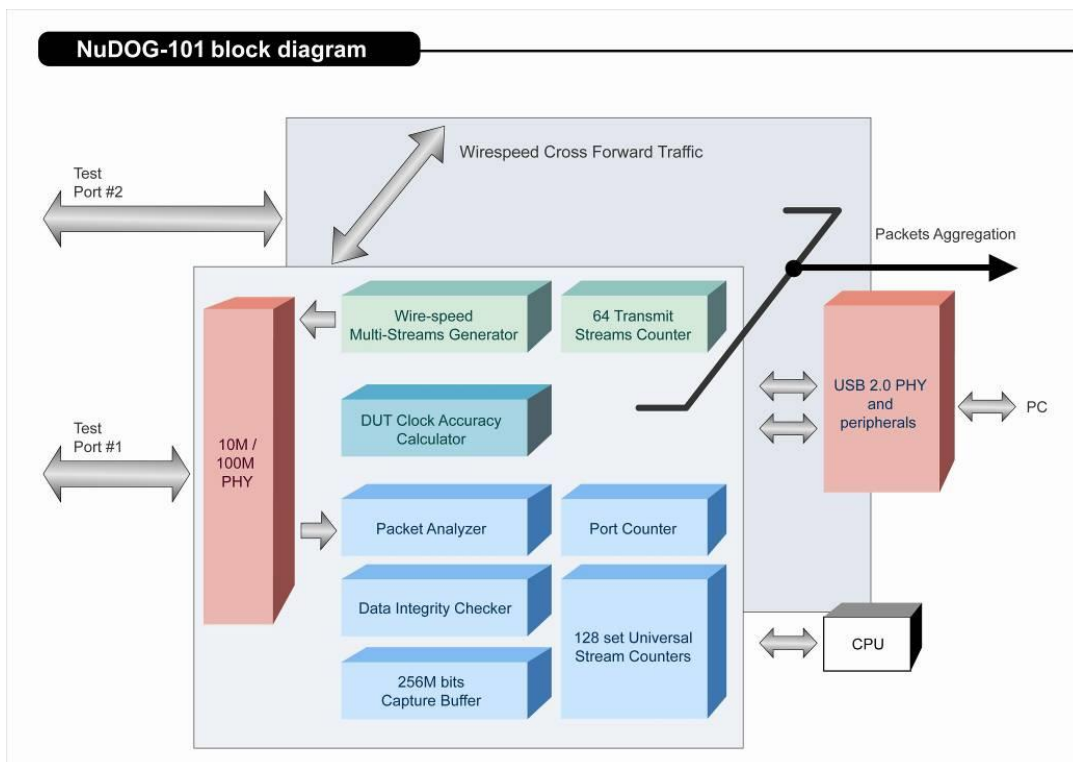 NuDOG-101 block diagram
Wirespeed Cross Forward Traffic
Test
Port #2
Packets Aggregation
Wire-speed
Multi-Streams Generator
64 Transmit
Streams Counter
USB 2.0 PHY
and
peripherals
PC
DUT Clock Accuracy
Calculator
Test
Port #1
10M /
100M
PHY
Packet Analyzer
Port Counter
Data Integrity Checker
128 set Universal
Stream Counters
CPU
256M bits
Capture Buffer